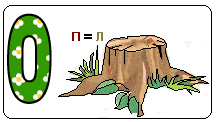 О
П = Л